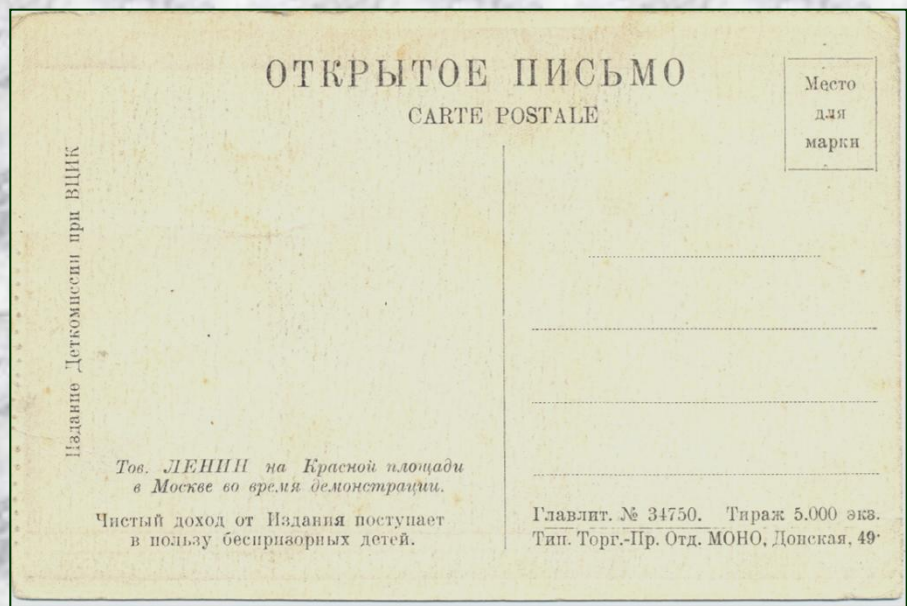 ОТКРЫТОЕ ПИСЬМО
CARTE POSTALE
Место
для
марки
Издание Деткомиссии при ВЦИК
Тов. ЛЕНИН на Красной площади
в Москве во время демонстрации.
Чистый доход от Издания поступает
в пользу беспризорных детей.
Главлит. № 34750. Тираж 5.000 экз.
Тип. Торг.-Пр. Отд. МОНО, Донская, 49